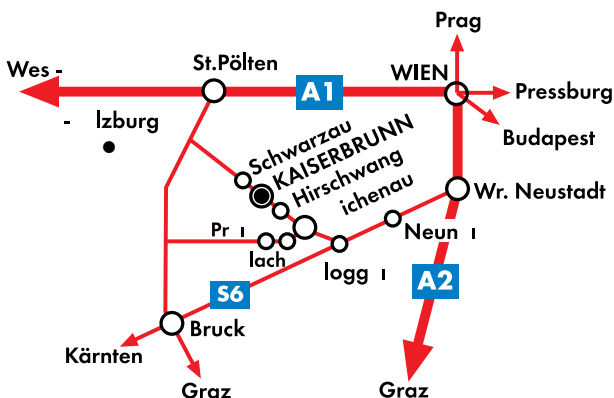 Prag
St.Pölten
WIEN
Wes-
A1
Pressburg
lzburg
Budapest
Schwarzau
KAISERBRUNN
Hirschwang
ichenau
Wr. Neustadt
Pr
lach
Neun
logg
A2
S6
Bruck
Kärnten
Graz
Graz